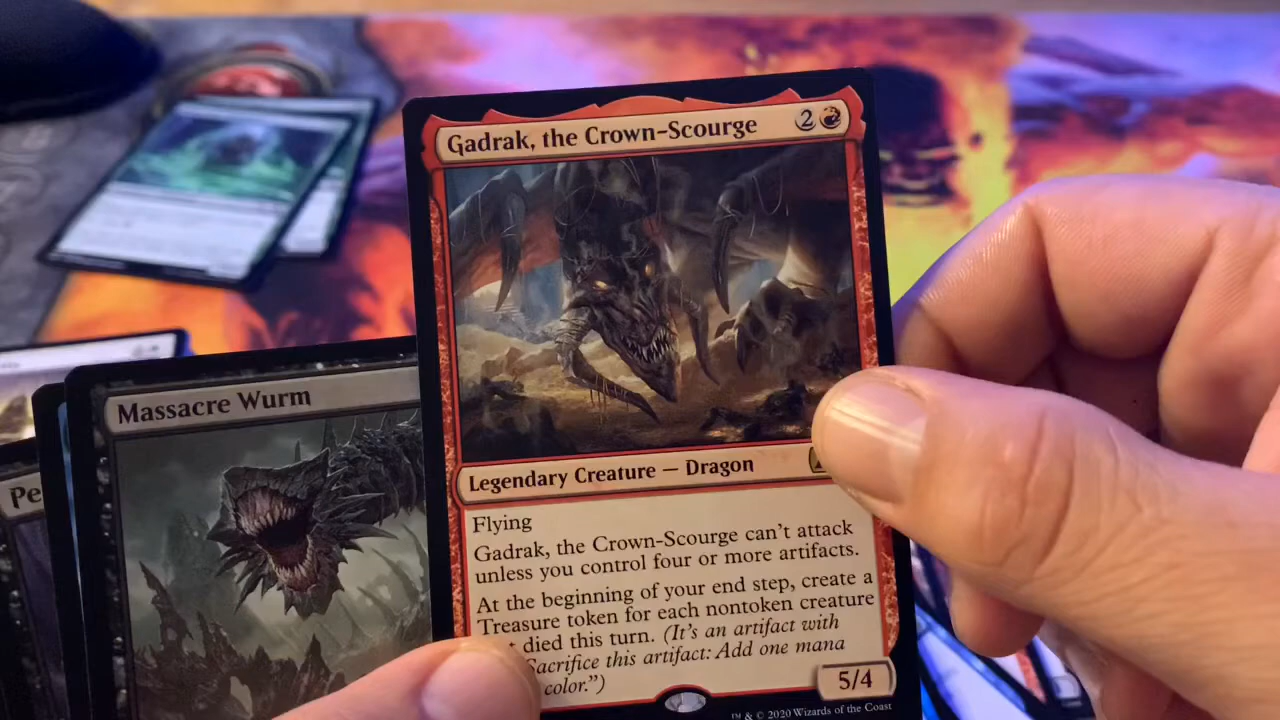 Gadrak, the Crown-Scourge 2
Legendary Creature — Dragon
Flying
Gadrak, the Crown-Scourge can't attack
unless you control four or more artifacts.
At the beginning of your end step, create a
Treasure token for each nontoken creature
died this turn. (It's an artifact with
Sacrifice this artifact: Add one mana
color.")
5/4
™ & © 2020 Wizards of the Coast
Massacre Wurm
Pe